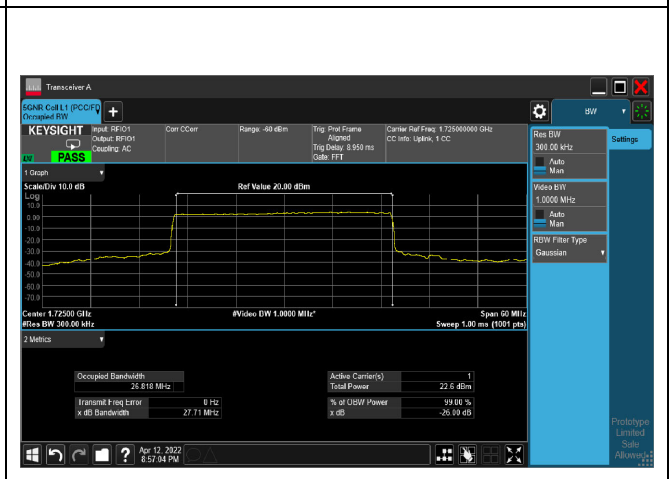 Transceiver A
5GNR Cell L1 (PCC/FD
Occupied BW
BW
KEYSIGHT
PASS
Input: RFIO1
Output: RFIO1
Coupling: AC
Corr CCorr
Range: -60 dBm
Trig: Prot Frame
Aligned
Trig Delay: 8.950 ms
Gate: FFT
Carrier Ref Freq: 1.725000000 GHz
CC Info: Uplink, 1 CC
Res BW
300.00 kHz
Auto
Man
Settings
Video BW
1.0000 MHz
Auto
Man
RBW Filter Type
Gaussian
1 Graph
Scale/Div 10.0 dB
Ref Value 20.00 dBm
Log
10.0
0.00
-10.0
-20.0
-30.0
-40.0
-50.0
-60.0
-70.0
Center 1.72500 GHz
#Video BW 1.0000 MHz*
Span 60 MHz
#Res BW 300.00 kHz
Sweep 1.00 ms (1001 pts)
2 Metrics
Occupied Bandwidth
26.818 MHz
Active Carrier(s) 1
Total Power 22.6 dBm
Transmit Freq Error 0 Hz
x dB Bandwidth 27.71 MHz
% of OBW Power 99.00 %
x dB -26.00 dB
Prototype
Limited
Sale
Allowed
Apr 12, 2022
8:57:04 PM